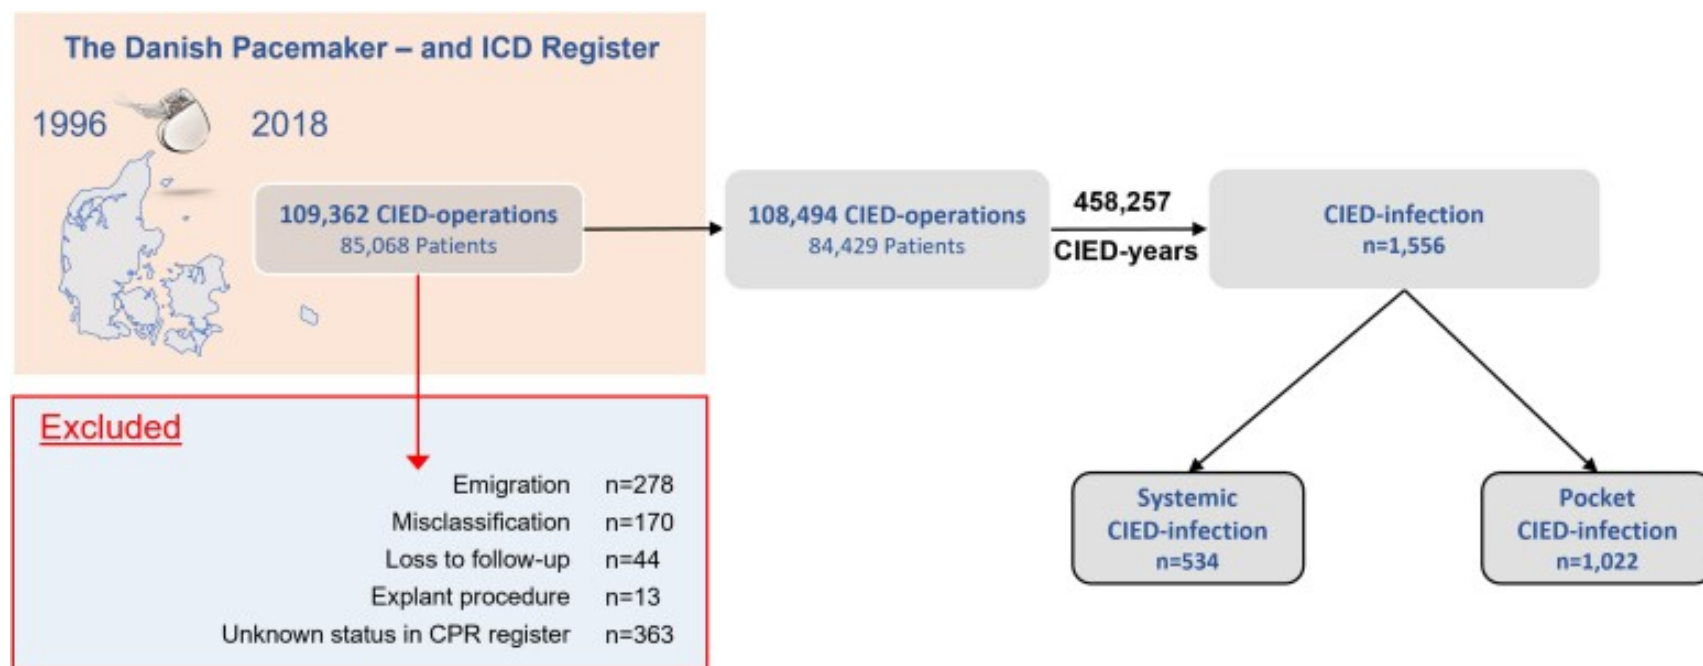 The Danish Pacemaker – and ICD Register
1996
2018
109,362 CIED-operations
85,068 Patients
108,494 CIED-operations
84,429 Patients
458,257
CIED-years
CIED-infection
n=1,556
Excluded
Emigration n=278
Misclassification n=170
Loss to follow-up n=44
Explant procedure n=13
Unknown status in CPR register n=363
Systemic
CIED-infection
n=534
Pocket
CIED-infection
n=1,022